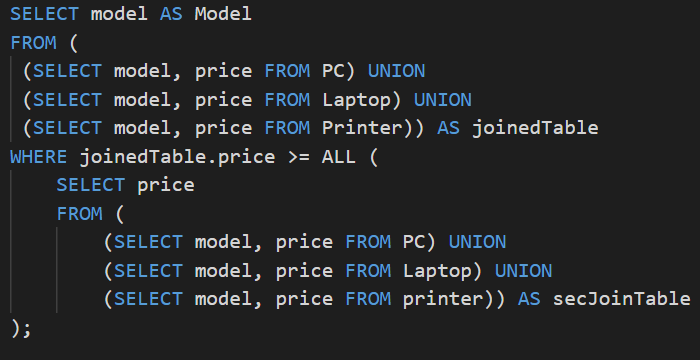 SELECT model AS Model
FROM (
(SELECT model, price FROM PC) UNION
(SELECT model, price FROM Laptop) UNION
(SELECT model, price FROM Printer)) AS joinedTable
WHERE joinedTable.price >= ALL (
SELECT price
FROM (
(SELECT model, price FROM PC) UNION
(SELECT model, price FROM Laptop) UNION
(SELECT model, price FROM printer)) AS secJoinTable
);